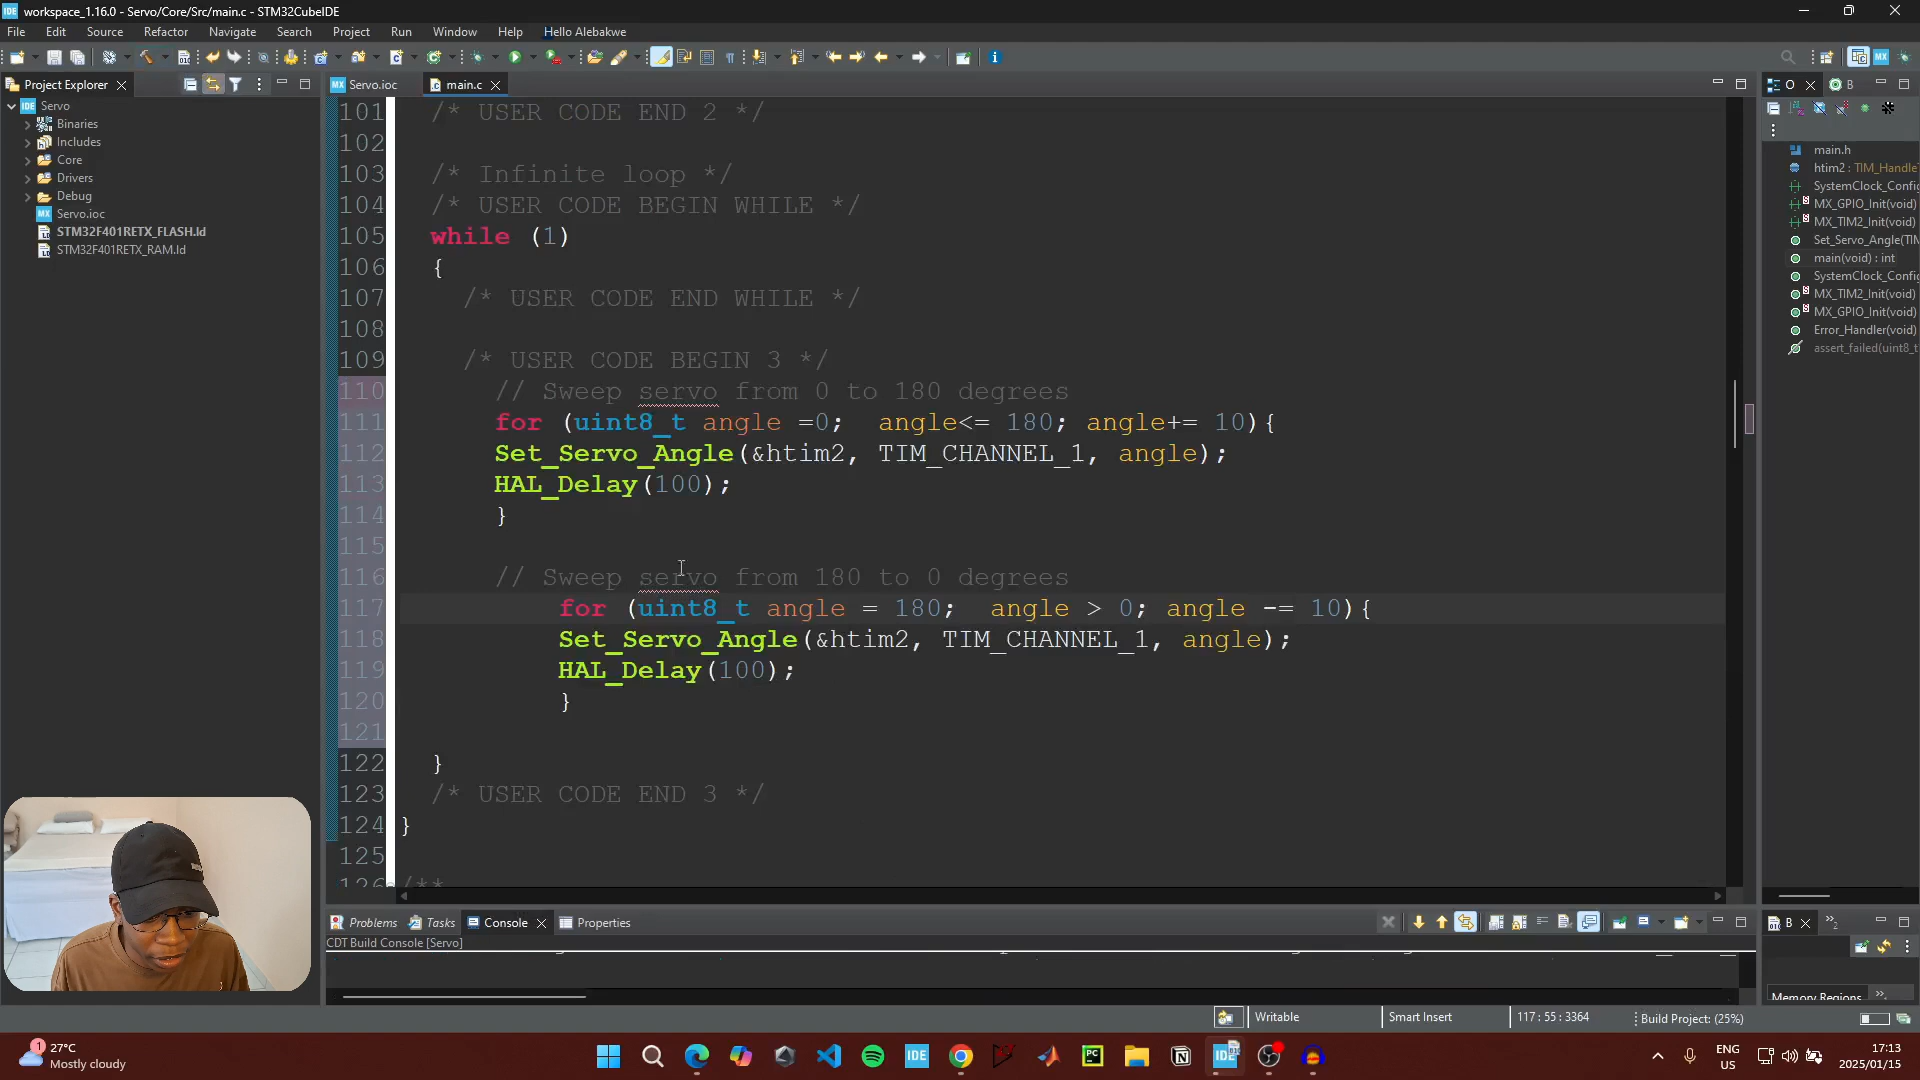 workspace_1.16.0 - Servo/Core/Src/main.c - STM32CubeIDE
File Edit Source Refactor Navigate Search Project Run Window Help Hello Alebakwe
Project Explorer
Servo
Binaries
Includes
Core
Drivers
Debug
Servo.ioc
STM32F401RETX_FLASH.ld
STM32F401RETX_RAM.ld
Servo.ioc main.c
101 /* USER CODE END 2 */
102
103 /* Infinite loop */
104 /* USER CODE BEGIN WHILE */
105 while (1)
106 {
107 /* USER CODE END WHILE */
108
109 /* USER CODE BEGIN 3 */
110 // Sweep servo from 0 to 180 degrees
111 for (uint8_t angle =0;  angle<= 180; angle+= 10){
112 Set_Servo_Angle(&htim2, TIM_CHANNEL_1, angle);
113 HAL_Delay(100);
114 }
115
116 // Sweep servo from 180 to 0 degrees
117 for (uint8_t angle = 180;  angle > 0; angle -= 10){
118 Set_Servo_Angle(&htim2, TIM_CHANNEL_1, angle);
119 HAL_Delay(100);
120 }
121
122 }
123 /* USER CODE END 3 */
124 }
125
126 /**
O B
main.h
htim2 : TIM_Handle
SystemClock_Config
MX_GPIO_Init(void)
MX_TIM2_Init(void)
Set_Servo_Angle(TIM
main(void) : int
SystemClock_Config
MX_TIM2_Init(void)
MX_GPIO_Init(void)
Error_Handler(void)
assert_failed(uint8_t
Problems Tasks Console Properties
CDT Build Console [Servo]
B
Memory Regions
Writable Smart Insert 117 : 55 : 3364 Build Project: (25%)
27°C
Mostly cloudy
ENG
US
17:13
2025/01/15